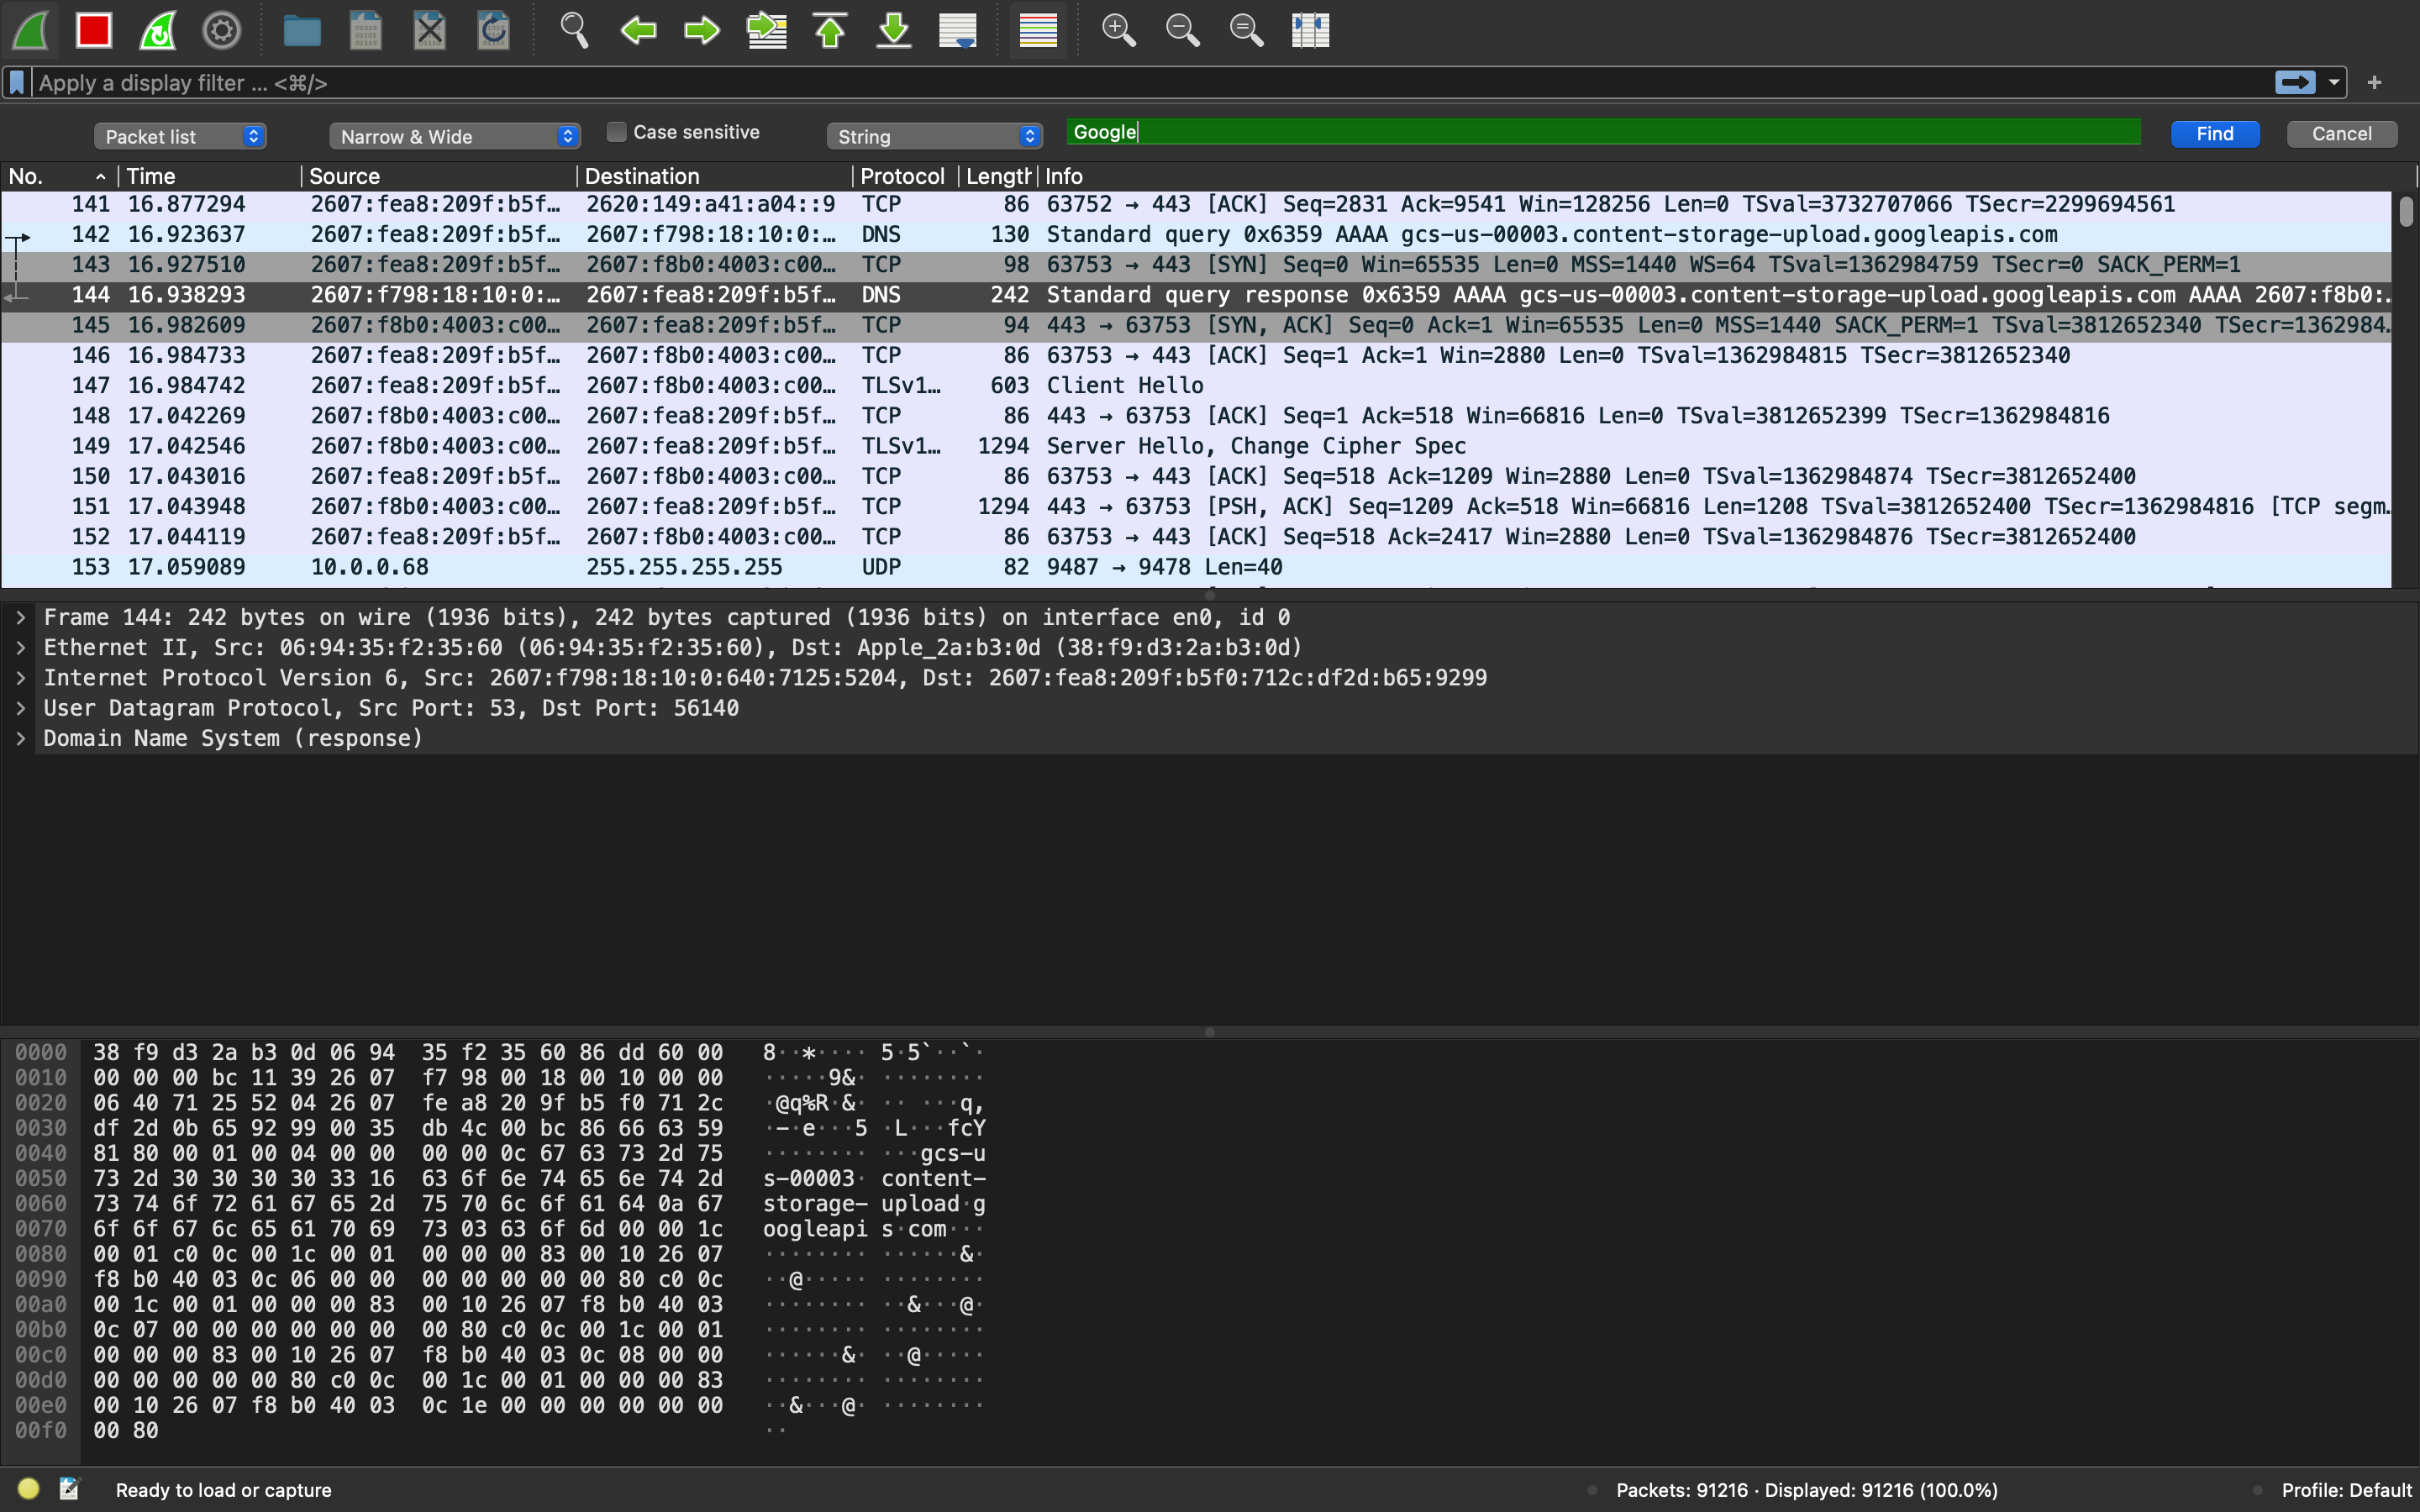 Apply a display filter ... <⌘/>
Packet list Narrow & Wide Case sensitive String Google Find Cancel
No. Time Source Destination Protocol Length Info
141 16.877294 2607:fea8:209f:b5f… 2620:149:a41:a04::9 TCP 86 63752 → 443 [ACK] Seq=2831 Ack=9541 Win=128256 Len=0 TSval=3732707066 TSecr=2299694561
142 16.923637 2607:fea8:209f:b5f… 2607:f798:18:10:0:… DNS 130 Standard query 0x6359 AAAA gcs-us-00003.content-storage-upload.googleapis.com
143 16.927510 2607:fea8:209f:b5f… 2607:f8b0:4003:c00… TCP 98 63753 → 443 [SYN] Seq=0 Win=65535 Len=0 MSS=1440 WS=64 TSval=1362984759 TSecr=0 SACK_PERM=1
144 16.938293 2607:f798:18:10:0:… 2607:fea8:209f:b5f… DNS 242 Standard query response 0x6359 AAAA gcs-us-00003.content-storage-upload.googleapis.com AAAA 2607:f8b0:…
145 16.982609 2607:f8b0:4003:c00… 2607:fea8:209f:b5f… TCP 94 443 → 63753 [SYN, ACK] Seq=0 Ack=1 Win=65535 Len=0 MSS=1440 SACK_PERM=1 TSval=3812652340 TSecr=1362984…
146 16.984733 2607:fea8:209f:b5f… 2607:f8b0:4003:c00… TCP 86 63753 → 443 [ACK] Seq=1 Ack=1 Win=2880 Len=0 TSval=1362984815 TSecr=3812652340
147 16.984742 2607:fea8:209f:b5f… 2607:f8b0:4003:c00… TLSv1… 603 Client Hello
148 17.042269 2607:f8b0:4003:c00… 2607:fea8:209f:b5f… TCP 86 443 → 63753 [ACK] Seq=1 Ack=518 Win=66816 Len=0 TSval=3812652399 TSecr=1362984816
149 17.042546 2607:f8b0:4003:c00… 2607:fea8:209f:b5f… TLSv1… 1294 Server Hello, Change Cipher Spec
150 17.043016 2607:fea8:209f:b5f… 2607:f8b0:4003:c00… TCP 86 63753 → 443 [ACK] Seq=518 Ack=1209 Win=2880 Len=0 TSval=1362984874 TSecr=3812652400
151 17.043948 2607:f8b0:4003:c00… 2607:fea8:209f:b5f… TCP 1294 443 → 63753 [PSH, ACK] Seq=1209 Ack=518 Win=66816 Len=1208 TSval=3812652400 TSecr=1362984816 [TCP segm…
152 17.044119 2607:fea8:209f:b5f… 2607:f8b0:4003:c00… TCP 86 63753 → 443 [ACK] Seq=518 Ack=2417 Win=2880 Len=0 TSval=1362984876 TSecr=3812652400
153 17.059089 10.0.0.68 255.255.255.255 UDP 82 9487 → 9478 Len=40
> Frame 144: 242 bytes on wire (1936 bits), 242 bytes captured (1936 bits) on interface en0, id 0
> Ethernet II, Src: 06:94:35:f2:35:60 (06:94:35:f2:35:60), Dst: Apple_2a:b3:0d (38:f9:d3:2a:b3:0d)
> Internet Protocol Version 6, Src: 2607:f798:18:10:0:640:7125:5204, Dst: 2607:fea8:209f:b5f0:712c:df2d:b65:9299
> User Datagram Protocol, Src Port: 53, Dst Port: 56140
> Domain Name System (response)
0000 38 f9 d3 2a b3 0d 06 94 35 f2 35 60 86 dd 60 00 8··*···· 5·5`··`·
0010 00 00 00 bc 11 39 26 07 f7 98 00 18 00 10 00 00 ·····9&· ········
0020 06 40 71 25 52 04 26 07 fe a8 20 9f b5 f0 71 2c ·@q%R·&· ·· ···q,
0030 df 2d 0b 65 92 99 00 35 db 4c 00 bc 86 66 63 59 ·-·e···5 ·L···fcY
0040 81 80 00 01 00 04 00 00 00 00 0c 67 63 73 2d 75 ········ ···gcs-u
0050 73 2d 30 30 30 30 33 16 63 6f 6e 74 65 6e 74 2d s-00003· content-
0060 73 74 6f 72 61 67 65 2d 75 70 6c 6f 61 64 0a 67 storage- upload·g
0070 6f 6f 67 6c 65 61 70 69 73 03 63 6f 6d 00 00 1c oogleapi s·com···
0080 00 01 c0 0c 00 1c 00 01 00 00 00 83 00 10 26 07 ········ ······&·
0090 f8 b0 40 03 0c 06 00 00 00 00 00 00 00 80 c0 0c ··@····· ········
00a0 00 1c 00 01 00 00 00 83 00 10 26 07 f8 b0 40 03 ········ ··&···@·
00b0 0c 07 00 00 00 00 00 00 00 80 c0 0c 00 1c 00 01 ········ ········
00c0 00 00 00 83 00 10 26 07 f8 b0 40 03 0c 08 00 00 ······&· ··@·····
00d0 00 00 00 00 00 80 c0 0c 00 1c 00 01 00 00 00 83 ········ ········
00e0 00 10 26 07 f8 b0 40 03 0c 1e 00 00 00 00 00 00 ··&···@· ········
00f0 00 80 ··
Ready to load or capture Packets: 91216 · Displayed: 91216 (100.0%) Profile: Default